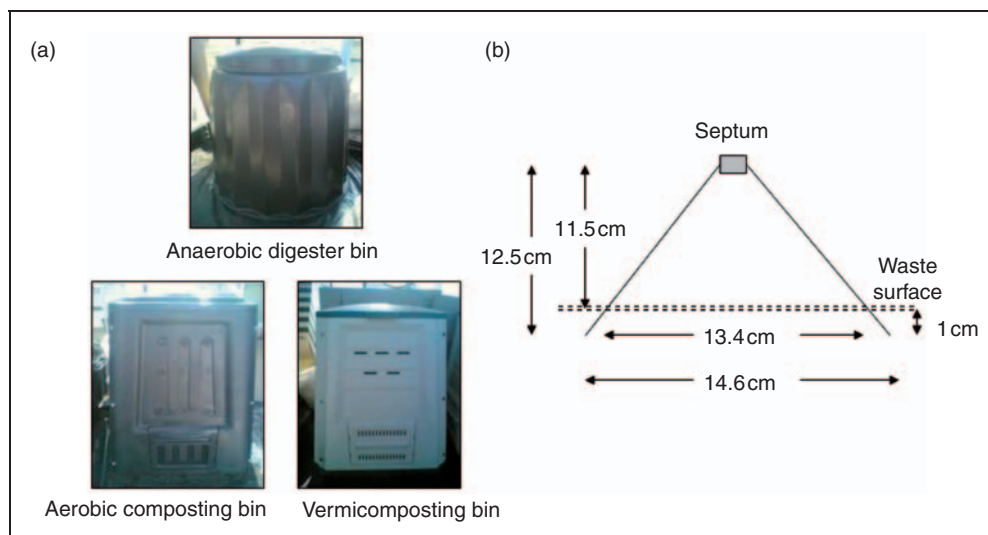 (a)
Anaerobic digester bin
Aerobic composting bin
Vermicomposting bin
(b)
Septum
11.5 cm
12.5 cm
Waste
surface
1 cm
13.4 cm
14.6 cm